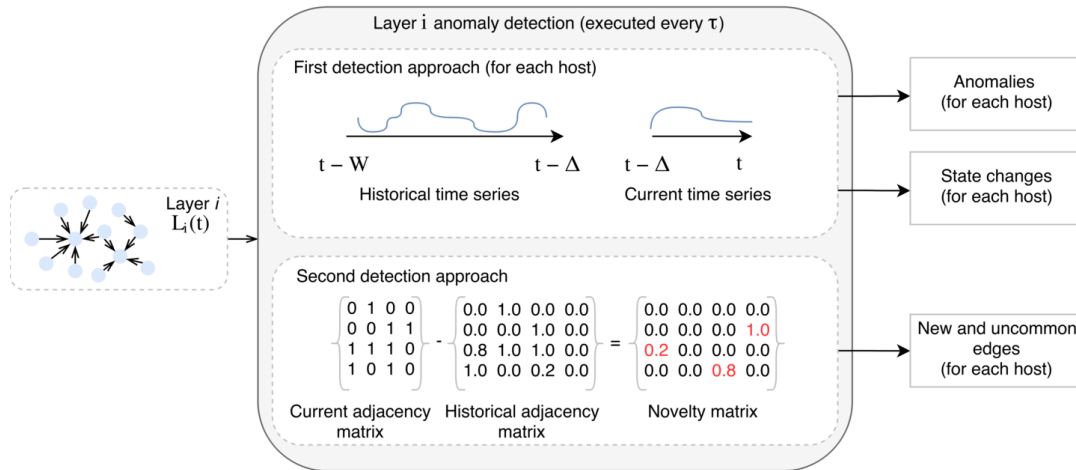 Layer i anomaly detection (executed every τ)
First detection approach (for each host)
t − W
t − Δ
Historical time series
t − Δ
t
Current time series
Layer i
Lᵢ(t)
Second detection approach
0 1 0 0
0 0 1 1
1 1 1 0
1 0 1 0
-
0.0 1.0 0.0 0.0
0.0 0.0 1.0 0.0
0.8 1.0 1.0 0.0
1.0 0.0 0.2 0.0
=
0.0 0.0 0.0 0.0
0.0 0.0 0.0 1.0
0.2 0.0 0.0 0.0
0.0 0.0 0.8 0.0
Current adjacency
matrix
Historical adjacency
matrix
Novelty matrix
Anomalies
(for each host)
State changes
(for each host)
New and uncommon
edges
(for each host)